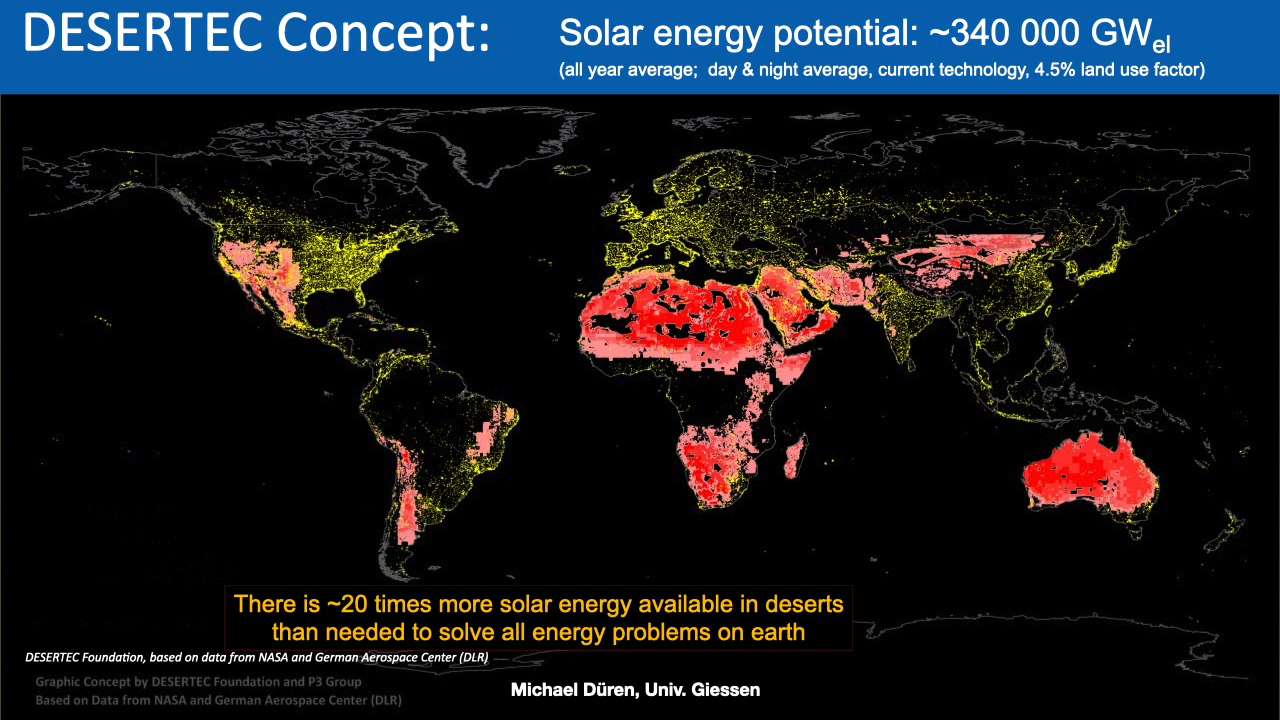 DESERTEC Concept:
Solar energy potential: ~340 000 GWel
(all year average;  day & night average, current technology, 4.5% land use factor)
There is ~20 times more solar energy available in deserts
than needed to solve all energy problems on earth
DESERTEC Foundation, based on data from NASA and German Aerospace Center (DLR)
Graphic Concept by DESERTEC Foundation and P3 Group
Based on Data from NASA and German Aerospace Center (DLR)
Michael Düren, Univ. Giessen